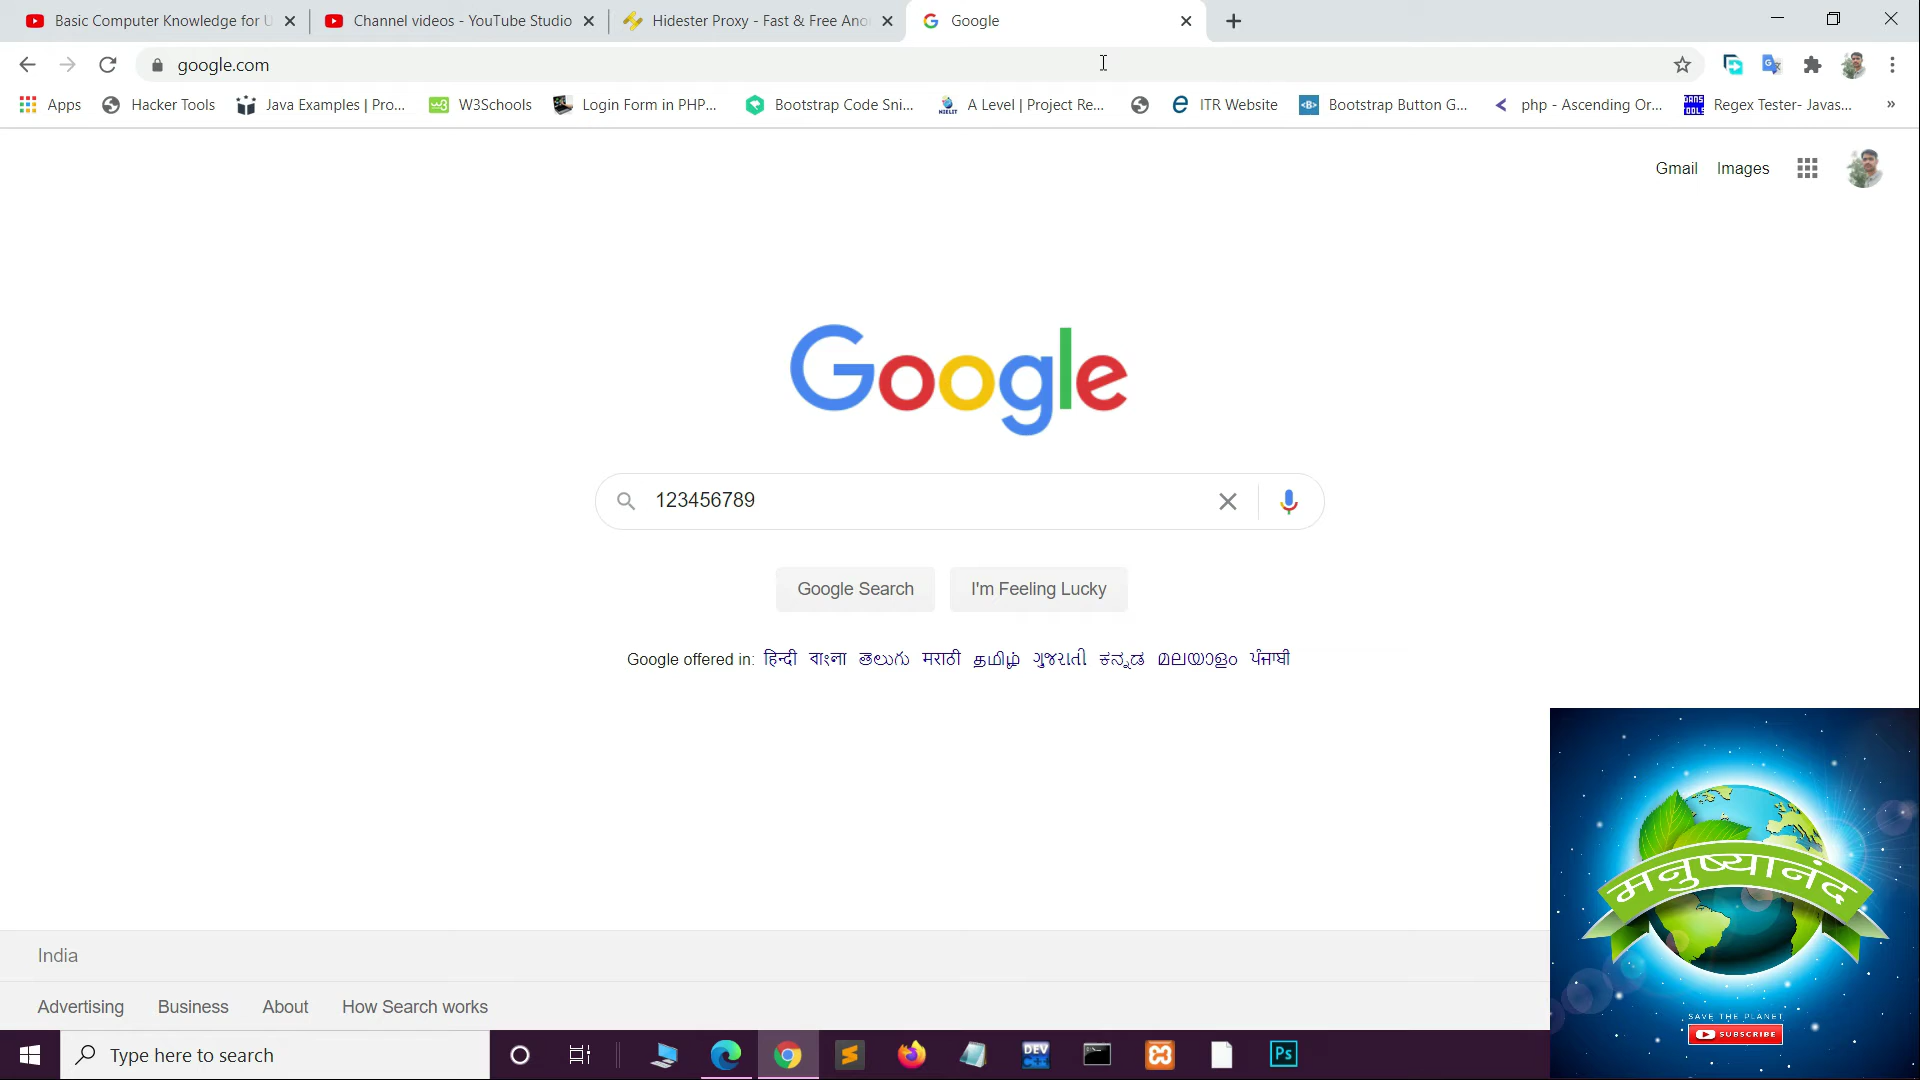 Basic Computer Knowledge for U
Channel videos - YouTube Studio
Hidester Proxy - Fast & Free Ano
Google
google.com
Apps
Hacker Tools
Java Examples | Pro...
W3Schools
Login Form in PHP...
Bootstrap Code Sni...
A Level | Project Re...
ITR Website
Bootstrap Button G...
php - Ascending Or...
Regex Tester- Javas...
»
Gmail
Images
Google
123456789
Google Search
I'm Feeling Lucky
Google offered in: हिन्दी বাংলা తెలుగు मराठी தமிழ் ગુજરાતી ಕನ್ನಡ മലയാളം ਪੰਜਾਬੀ
मनुष्यानंद
SAVE THE PLANET
SUBSCRIBE
India
Advertising
Business
About
How Search works
Type here to search
DEV
Ps